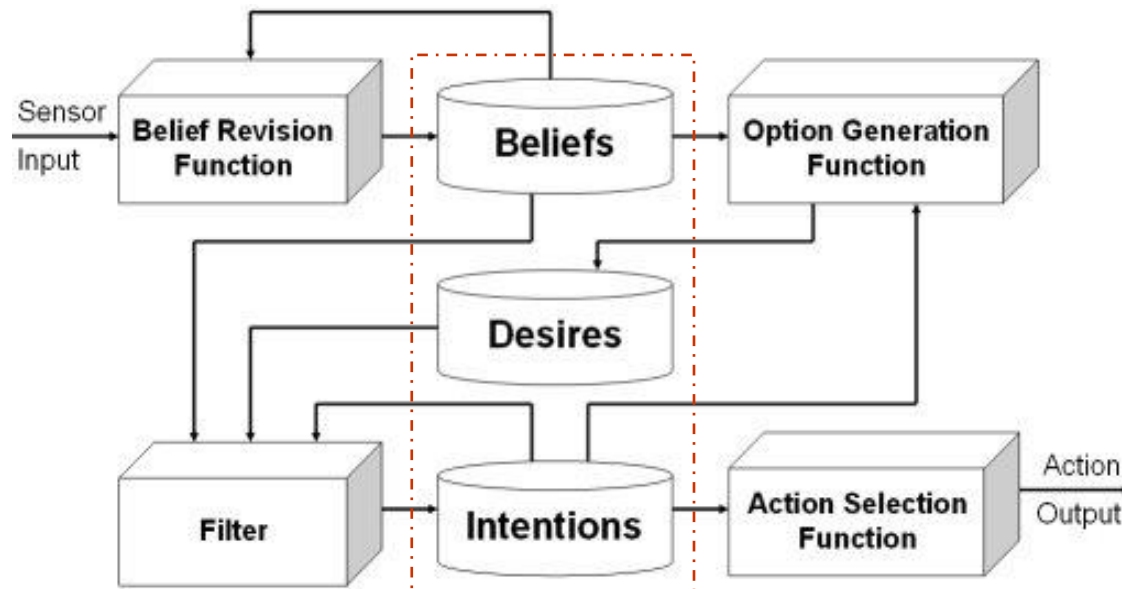 Sensor
Input
Belief Revision
Function
Beliefs
Option Generation
Function
Desires
Filter
Intentions
Action Selection
Function
Action
Output